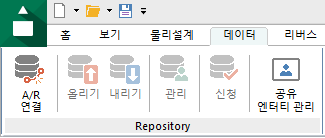 홈 보기 물리설계 데이터 리버스
A/R 연결 올리기 내리기 관리 신청 공유 엔터티 관리
Repository